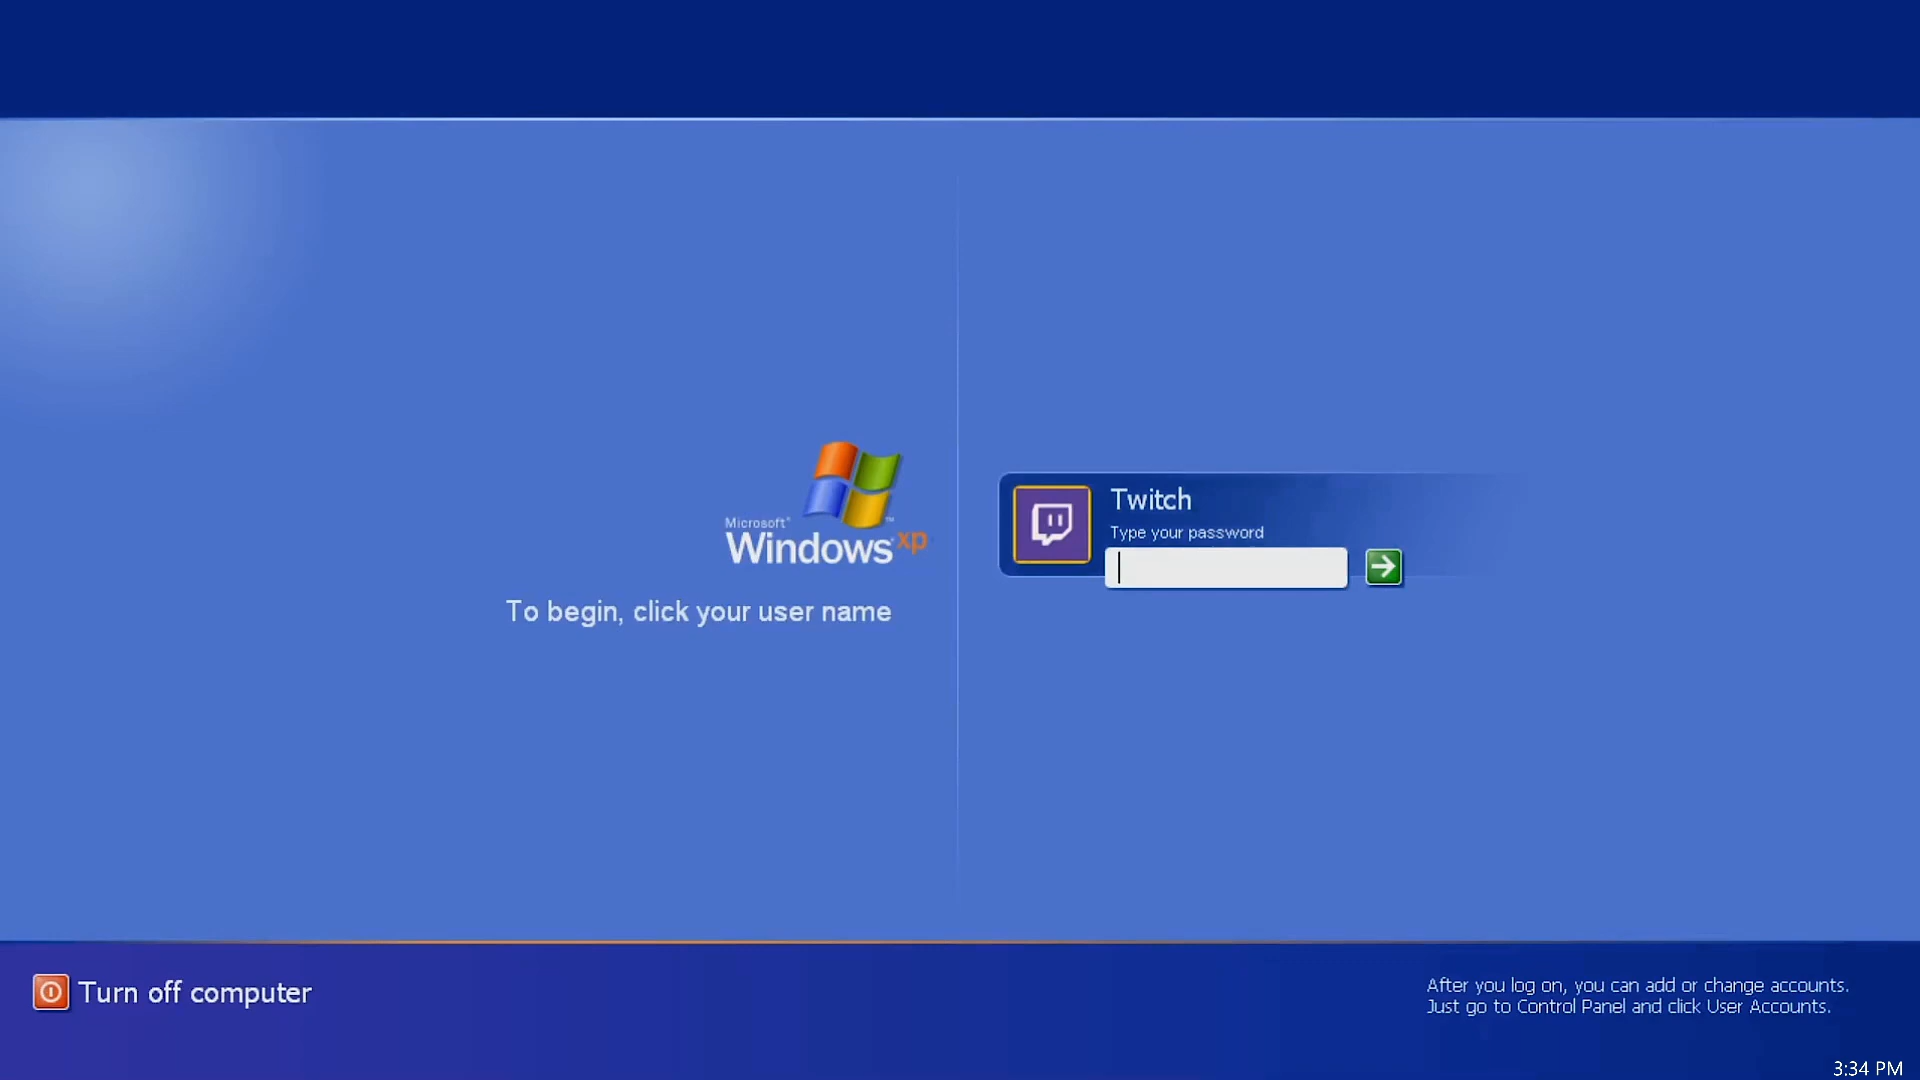 Microsoft®
Windows® xp™
To begin, click your user name
Twitch
Type your password
Turn off computer
After you log on, you can add or change accounts.
Just go to Control Panel and click User Accounts.
3:34 PM